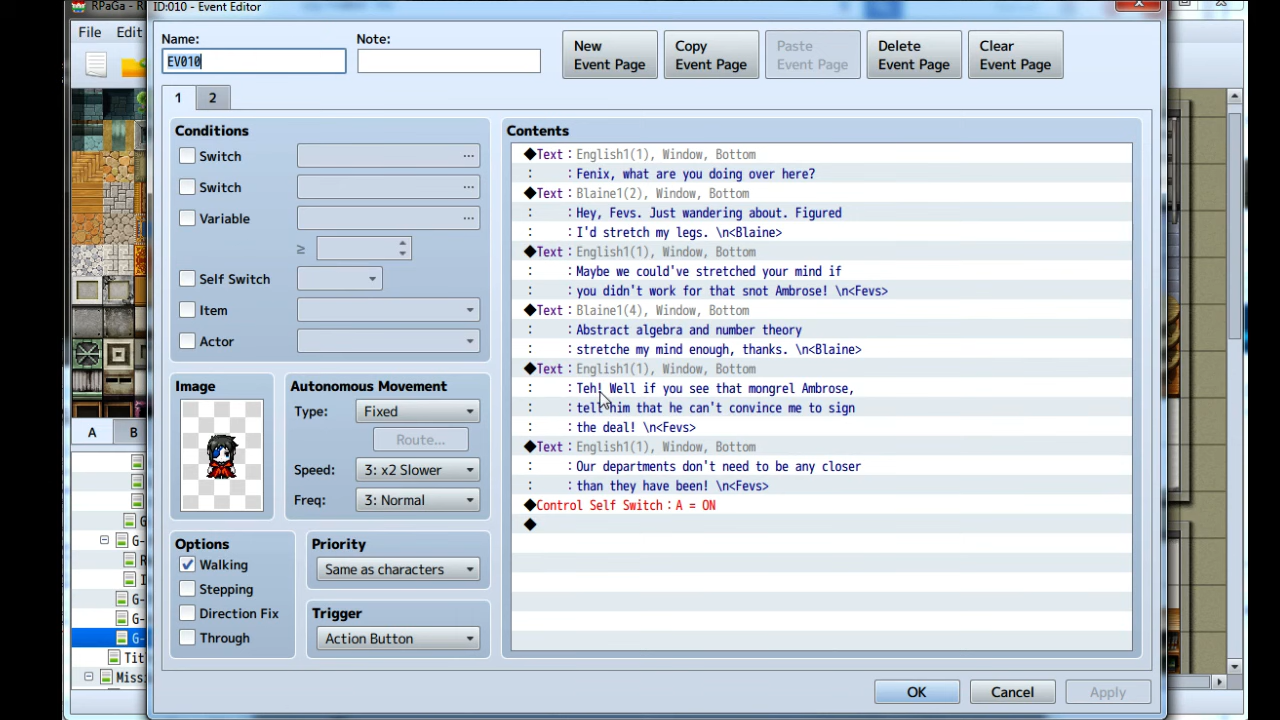 RPaGa - R
ID:010 - Event Editor
File
Edit
Name:
EV010
Note:
New
Event Page
Copy
Event Page
Paste
Event Page
Delete
Event Page
Clear
Event Page
1
2
Conditions
Switch
...
Switch
...
Variable
...
≥
Self Switch
Item
Actor
Image
Autonomous Movement
Type:
Fixed
Route...
Speed:
3: x2 Slower
Freq:
3: Normal
Options
Walking
Stepping
Direction Fix
Through
Priority
Same as characters
Trigger
Action Button
Contents
◆Text : English1(1), Window, Bottom
: : Fenix, what are you doing over here?
◆Text : Blaine1(2), Window, Bottom
: : Hey, Fevs. Just wandering about. Figured
: : I'd stretch my legs. \n<Blaine>
◆Text : English1(1), Window, Bottom
: : Maybe we could've stretched your mind if
: : you didn't work for that snot Ambrose! \n<Fevs>
◆Text : Blaine1(4), Window, Bottom
: : Abstract algebra and number theory
: : stretche my mind enough, thanks. \n<Blaine>
◆Text : English1(1), Window, Bottom
: : Teh! Well if you see that mongrel Ambrose,
: : tell him that he can't convince me to sign
: : the deal! \n<Fevs>
◆Text : English1(1), Window, Bottom
: : Our departments don't need to be any closer
: : than they have been! \n<Fevs>
◆Control Self Switch : A = ON
◆
A
B
G
G-
R
I
G-
G-
G-
Tit
Missi
OK
Cancel
Apply